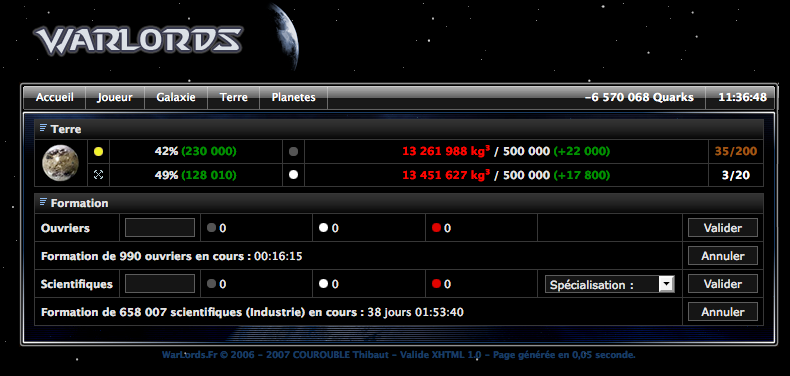 WARLORDS
Accueil Joueur Galaxie Terre Planetes -6 570 068 Quarks 11:36:48
Terre
42% (230 000) 13 261 988 kg³ / 500 000 (+22 000) 35/200
49% (128 010) 13 451 627 kg³ / 500 000 (+17 800) 3/20
Formation
Ouvriers 0 0 0 Valider
Formation de 990 ouvriers en cours : 00:16:15 Annuler
Scientifiques 0 0 0 Spécialisation : Valider
Formation de 658 007 scientifiques (Industrie) en cours : 38 jours 01:53:40 Annuler
WarLords.Fr © 2006 - 2007 COUROUBLE Thibaut - Valide XHTML 1.0 - Page générée en 0,05 seconde.